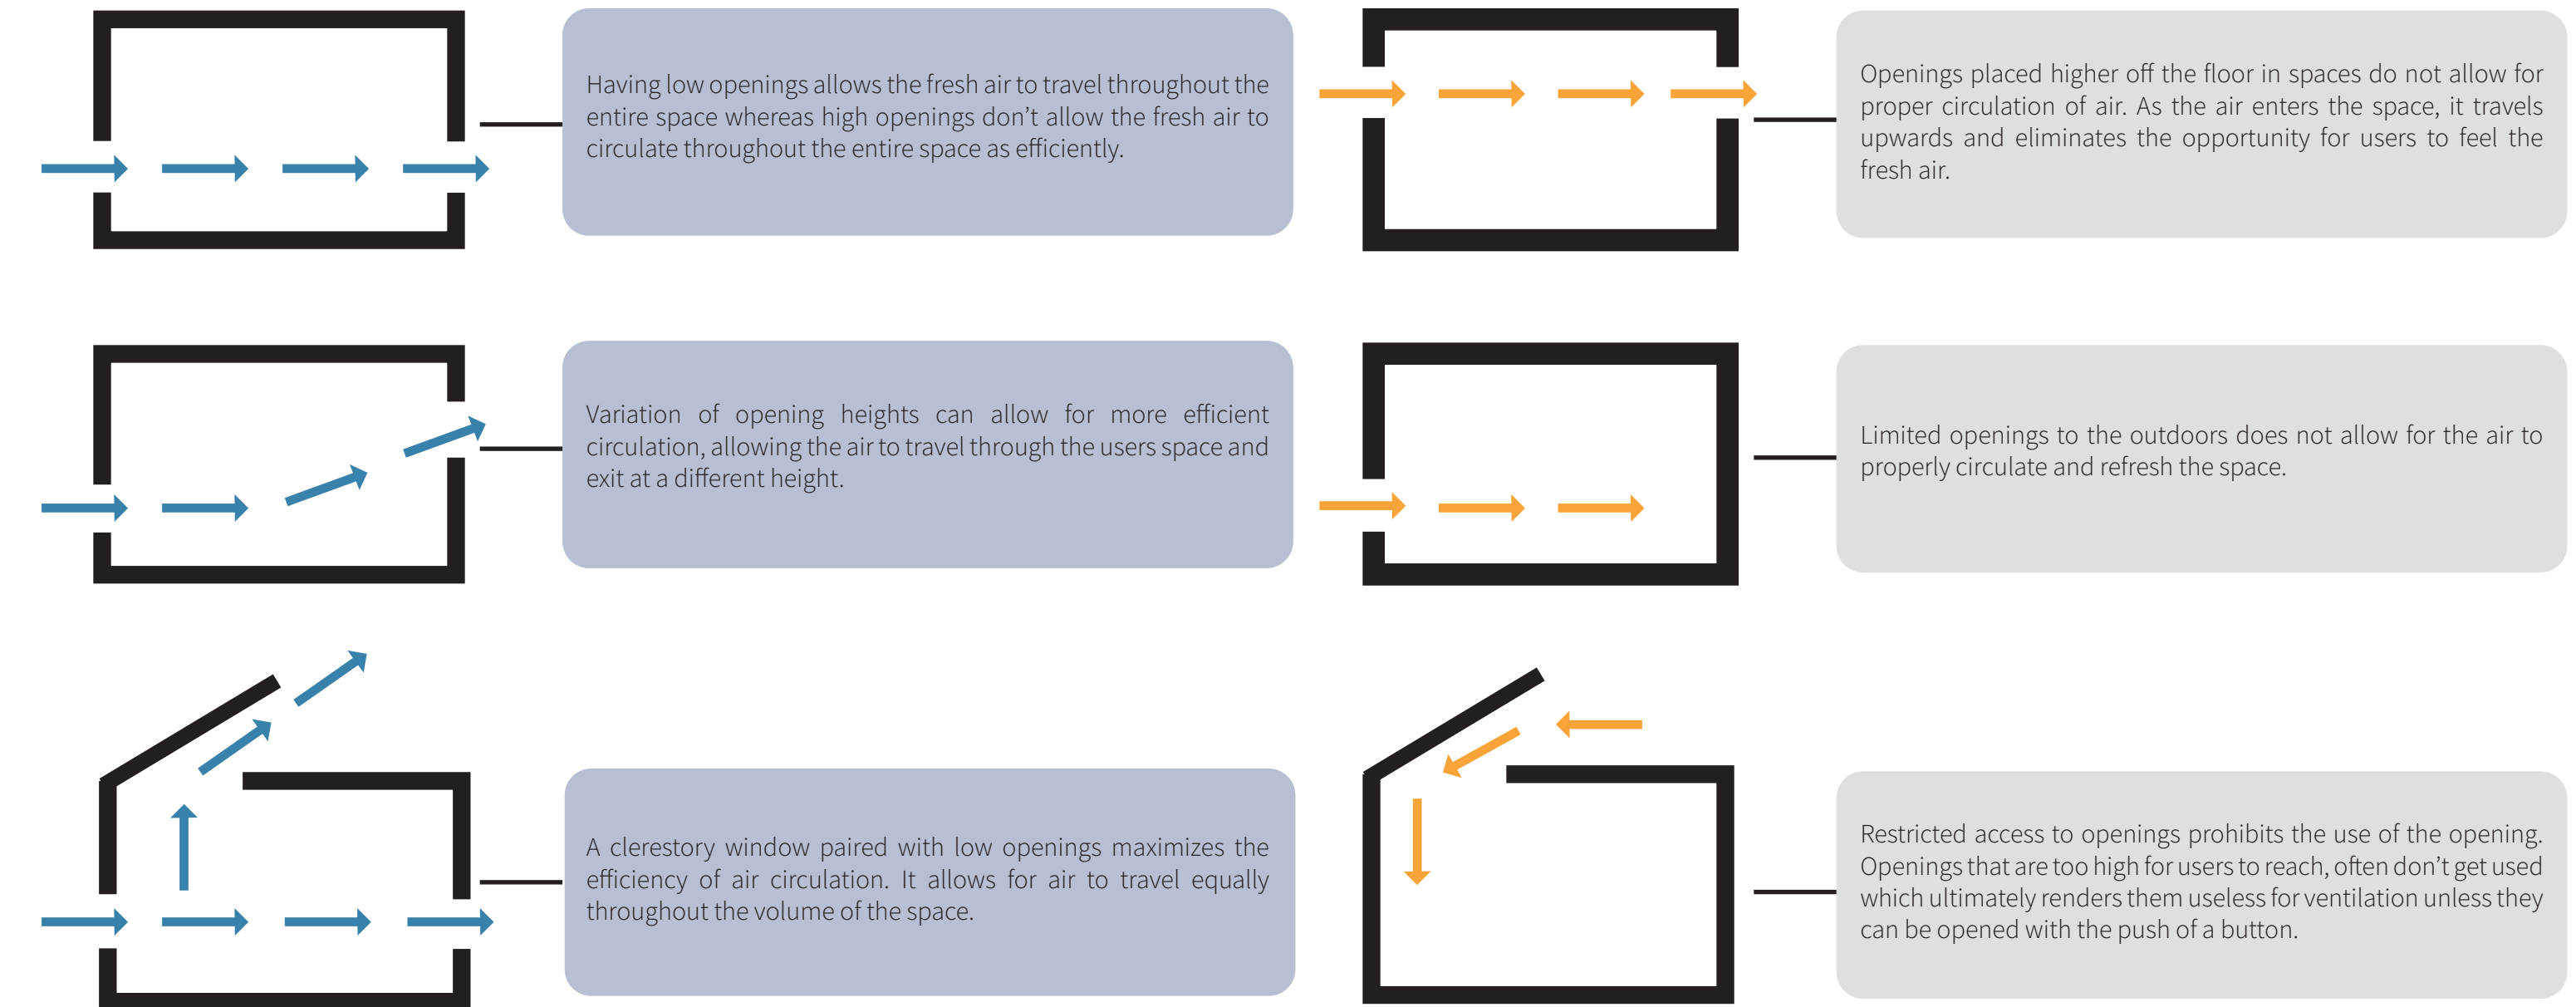 Having low openings allows the fresh air to travel throughout the
entire space whereas high openings don’t allow the fresh air to
circulate throughout the entire space as efficiently.
Openings placed higher off the floor in spaces do not allow for
proper circulation of air. As the air enters the space, it travels
upwards and eliminates the opportunity for users to feel the
fresh air.
Variation of opening heights can allow for more efficient
circulation, allowing the air to travel through the users space and
exit at a different height.
Limited openings to the outdoors does not allow for the air to
properly circulate and refresh the space.
A clerestory window paired with low openings maximizes the
efficiency of air circulation. It allows for air to travel equally
throughout the volume of the space.
Restricted access to openings prohibits the use of the opening.
Openings that are too high for users to reach, often don’t get used
which ultimately renders them useless for ventilation unless they
can be opened with the push of a button.